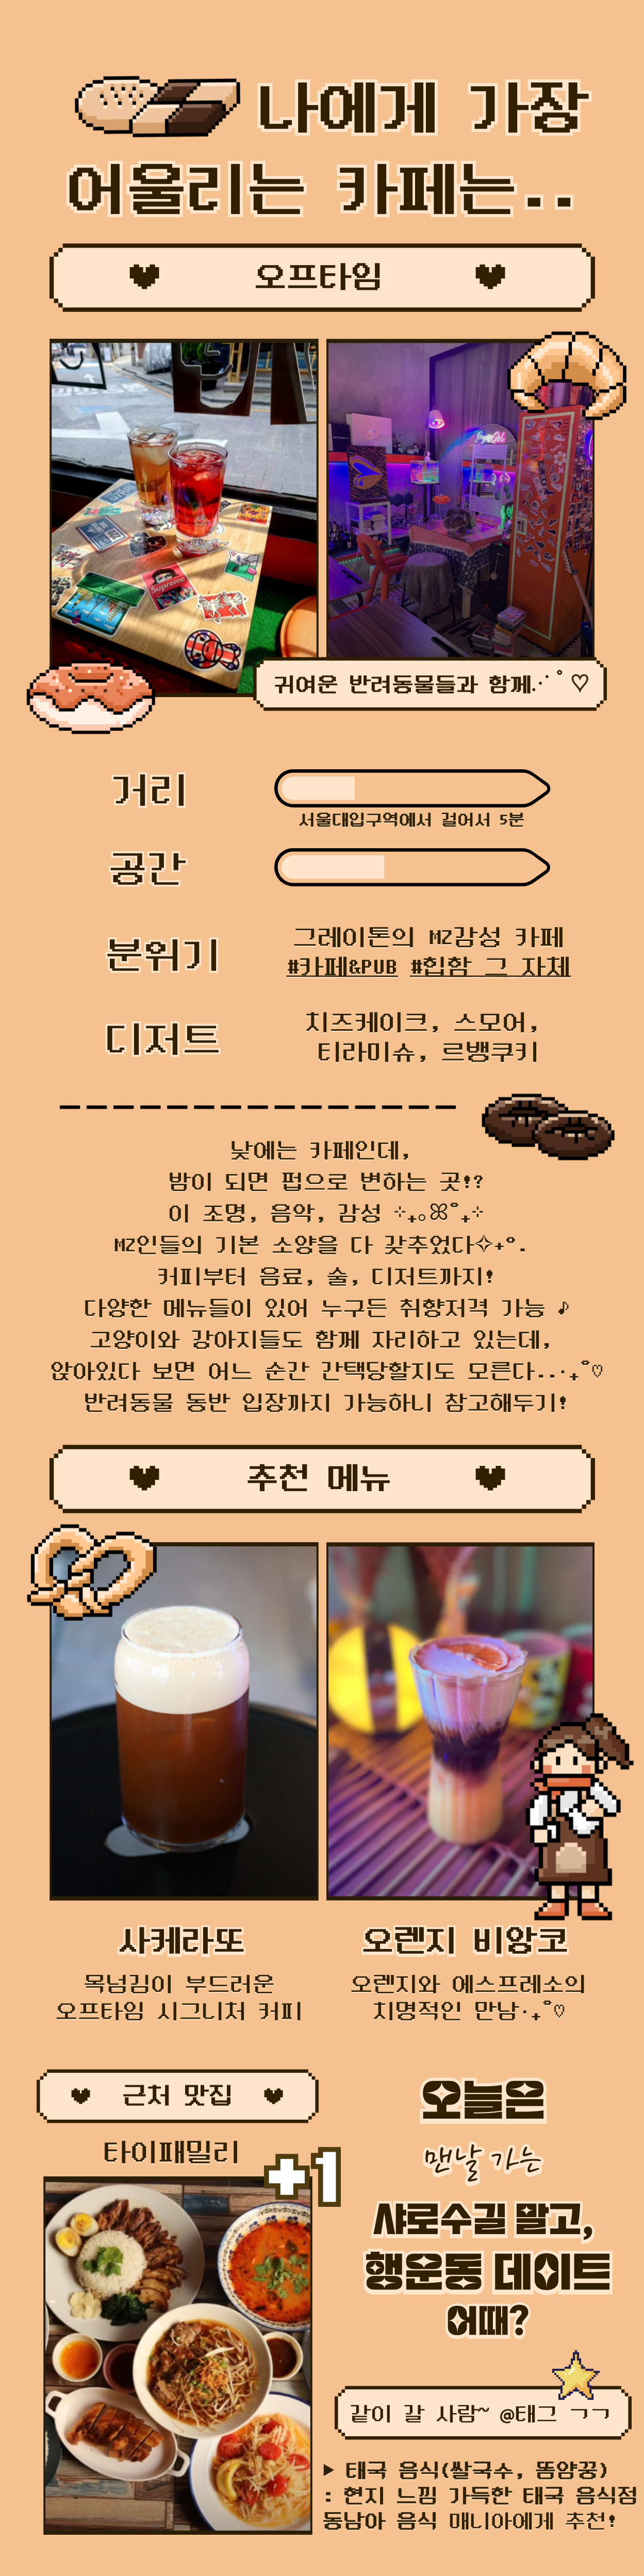 나에게 가장
어울리는 카페는..
오프타임
Supreme
귀여운 반려동물들과 함께.·˙˚♡
거리
서울대입구역에서 걸어서 5분
공간
분위기
그레이톤의 MZ감성 카페
#카페&PUB #힙함 그 자체
디저트
치즈케이크, 스모어,
티라미슈, 르뱅쿠키
낮에는 카페인데,
밤이 되면 펍으로 변하는 곳!?
이 조명, 음악, 감성 ⊹₊｡ꕤ˚₊⊹
MZ인들의 기본 소양을 다 갖추었다✧₊°.
커피부터 음료, 술, 디저트까지!
다양한 메뉴들이 있어 누구든 취향저격 가능 ♪
고양이와 강아지들도 함께 자리하고 있는데,
앉아있다 보면 어느 순간 간택당할지도 모른다..·₊˚♡
반려동물 동반 입장까지 가능하니 참고해두기!
추천 메뉴
사케라또
목넘김이 부드러운
오프타임 시그니처 커피
오렌지 비앙코
오렌지와 에스프레소의
치명적인 만남·₊˚♡
근처 맛집
타이패밀리
+1
오늘은
맨날 가는
샤로수길 말고,
행운동 데이트
어때?
같이 갈 사람~ @태그 ㄱㄱ
▶ 태국 음식(쌀국수, 똠얌꿍)
: 현지 느낌 가득한 태국 음식점
동남아 음식 매니아에게 추천!